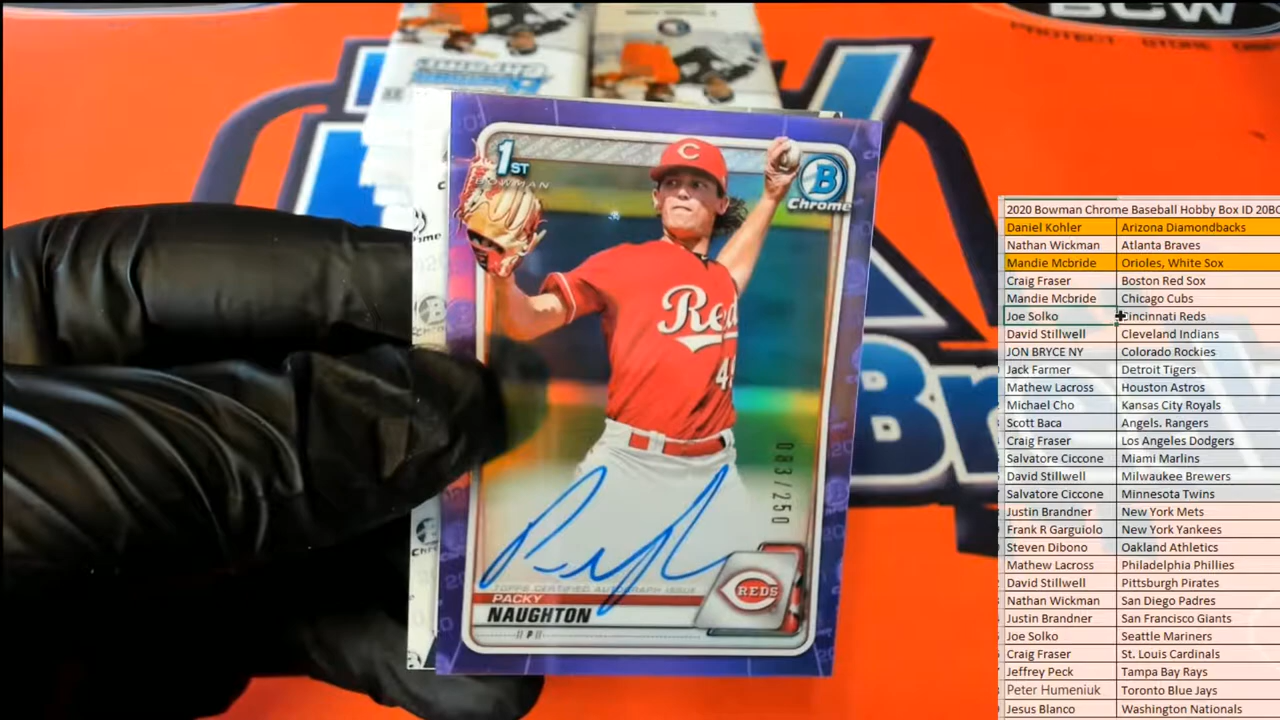 BCW
PROTECT STORE
1ST
BOWMAN
B
Chrome
C
Reds
083/250
TOPPS CERTIFIED AUTOGRAPH ISSUE
PACKY
NAUGHTON
REDS
P
2020 Bowman Chrome Baseball Hobby Box ID 20BC
Daniel Kohler Arizona Diamondbacks
Nathan Wickman Atlanta Braves
Mandie Mcbride Orioles, White Sox
Craig Fraser Boston Red Sox
Mandie Mcbride Chicago Cubs
Joe Solko Cincinnati Reds
David Stillwell Cleveland Indians
JON BRYCE NY Colorado Rockies
Jack Farmer Detroit Tigers
Mathew Lacross Houston Astros
Michael Cho Kansas City Royals
Scott Baca Angels. Rangers
Craig Fraser Los Angeles Dodgers
Salvatore Ciccone Miami Marlins
David Stillwell Milwaukee Brewers
Salvatore Ciccone Minnesota Twins
Justin Brandner New York Mets
Frank R Garguiolo New York Yankees
Steven Dibono Oakland Athletics
Mathew Lacross Philadelphia Phillies
David Stillwell Pittsburgh Pirates
Nathan Wickman San Diego Padres
Justin Brandner San Francisco Giants
Joe Solko Seattle Mariners
Craig Fraser St. Louis Cardinals
Jeffrey Peck Tampa Bay Rays
Peter Humeniuk Toronto Blue Jays
Jesus Blanco Washington Nationals